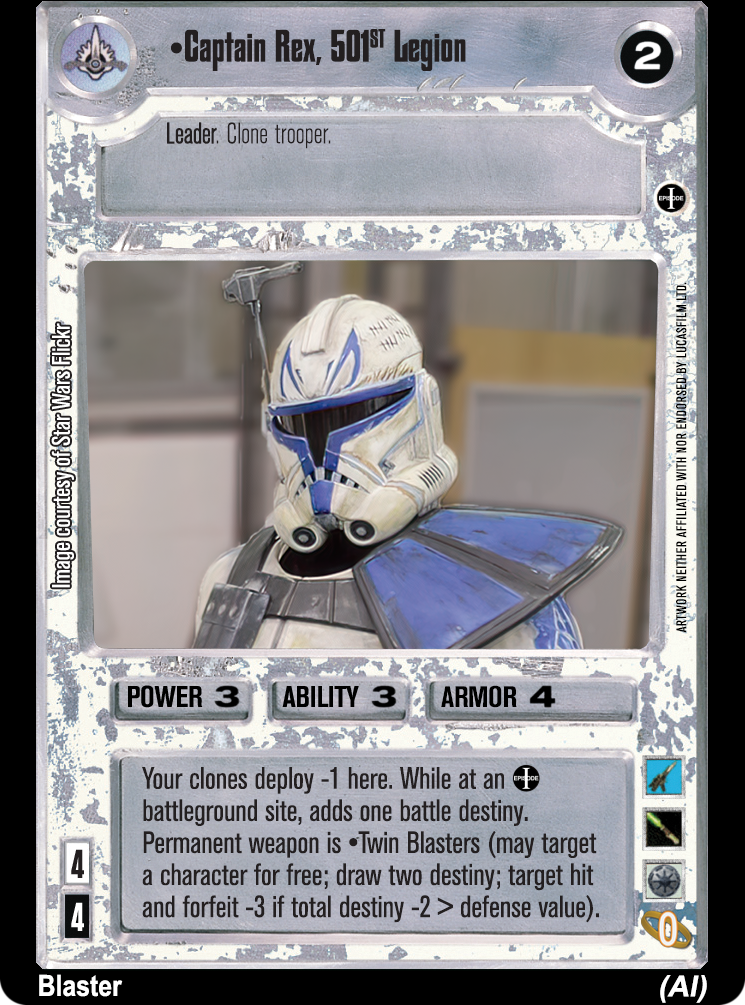 •Captain Rex, 501ST Legion
2
Leader. Clone trooper.
EPISODE I
Image courtesy of Star Wars Flickr
ARTWORK NEITHER AFFILIATED WITH NOR ENDORSED BY LUCASFILM LTD.
POWER 3 ABILITY 3 ARMOR 4
Your clones deploy -1 here. While at an EPISODE I
battleground site, adds one battle destiny.
Permanent weapon is •Twin Blasters (may target
a character for free; draw two destiny; target hit
and forfeit -3 if total destiny -2 > defense value).
4
4
0
Blaster (AI)